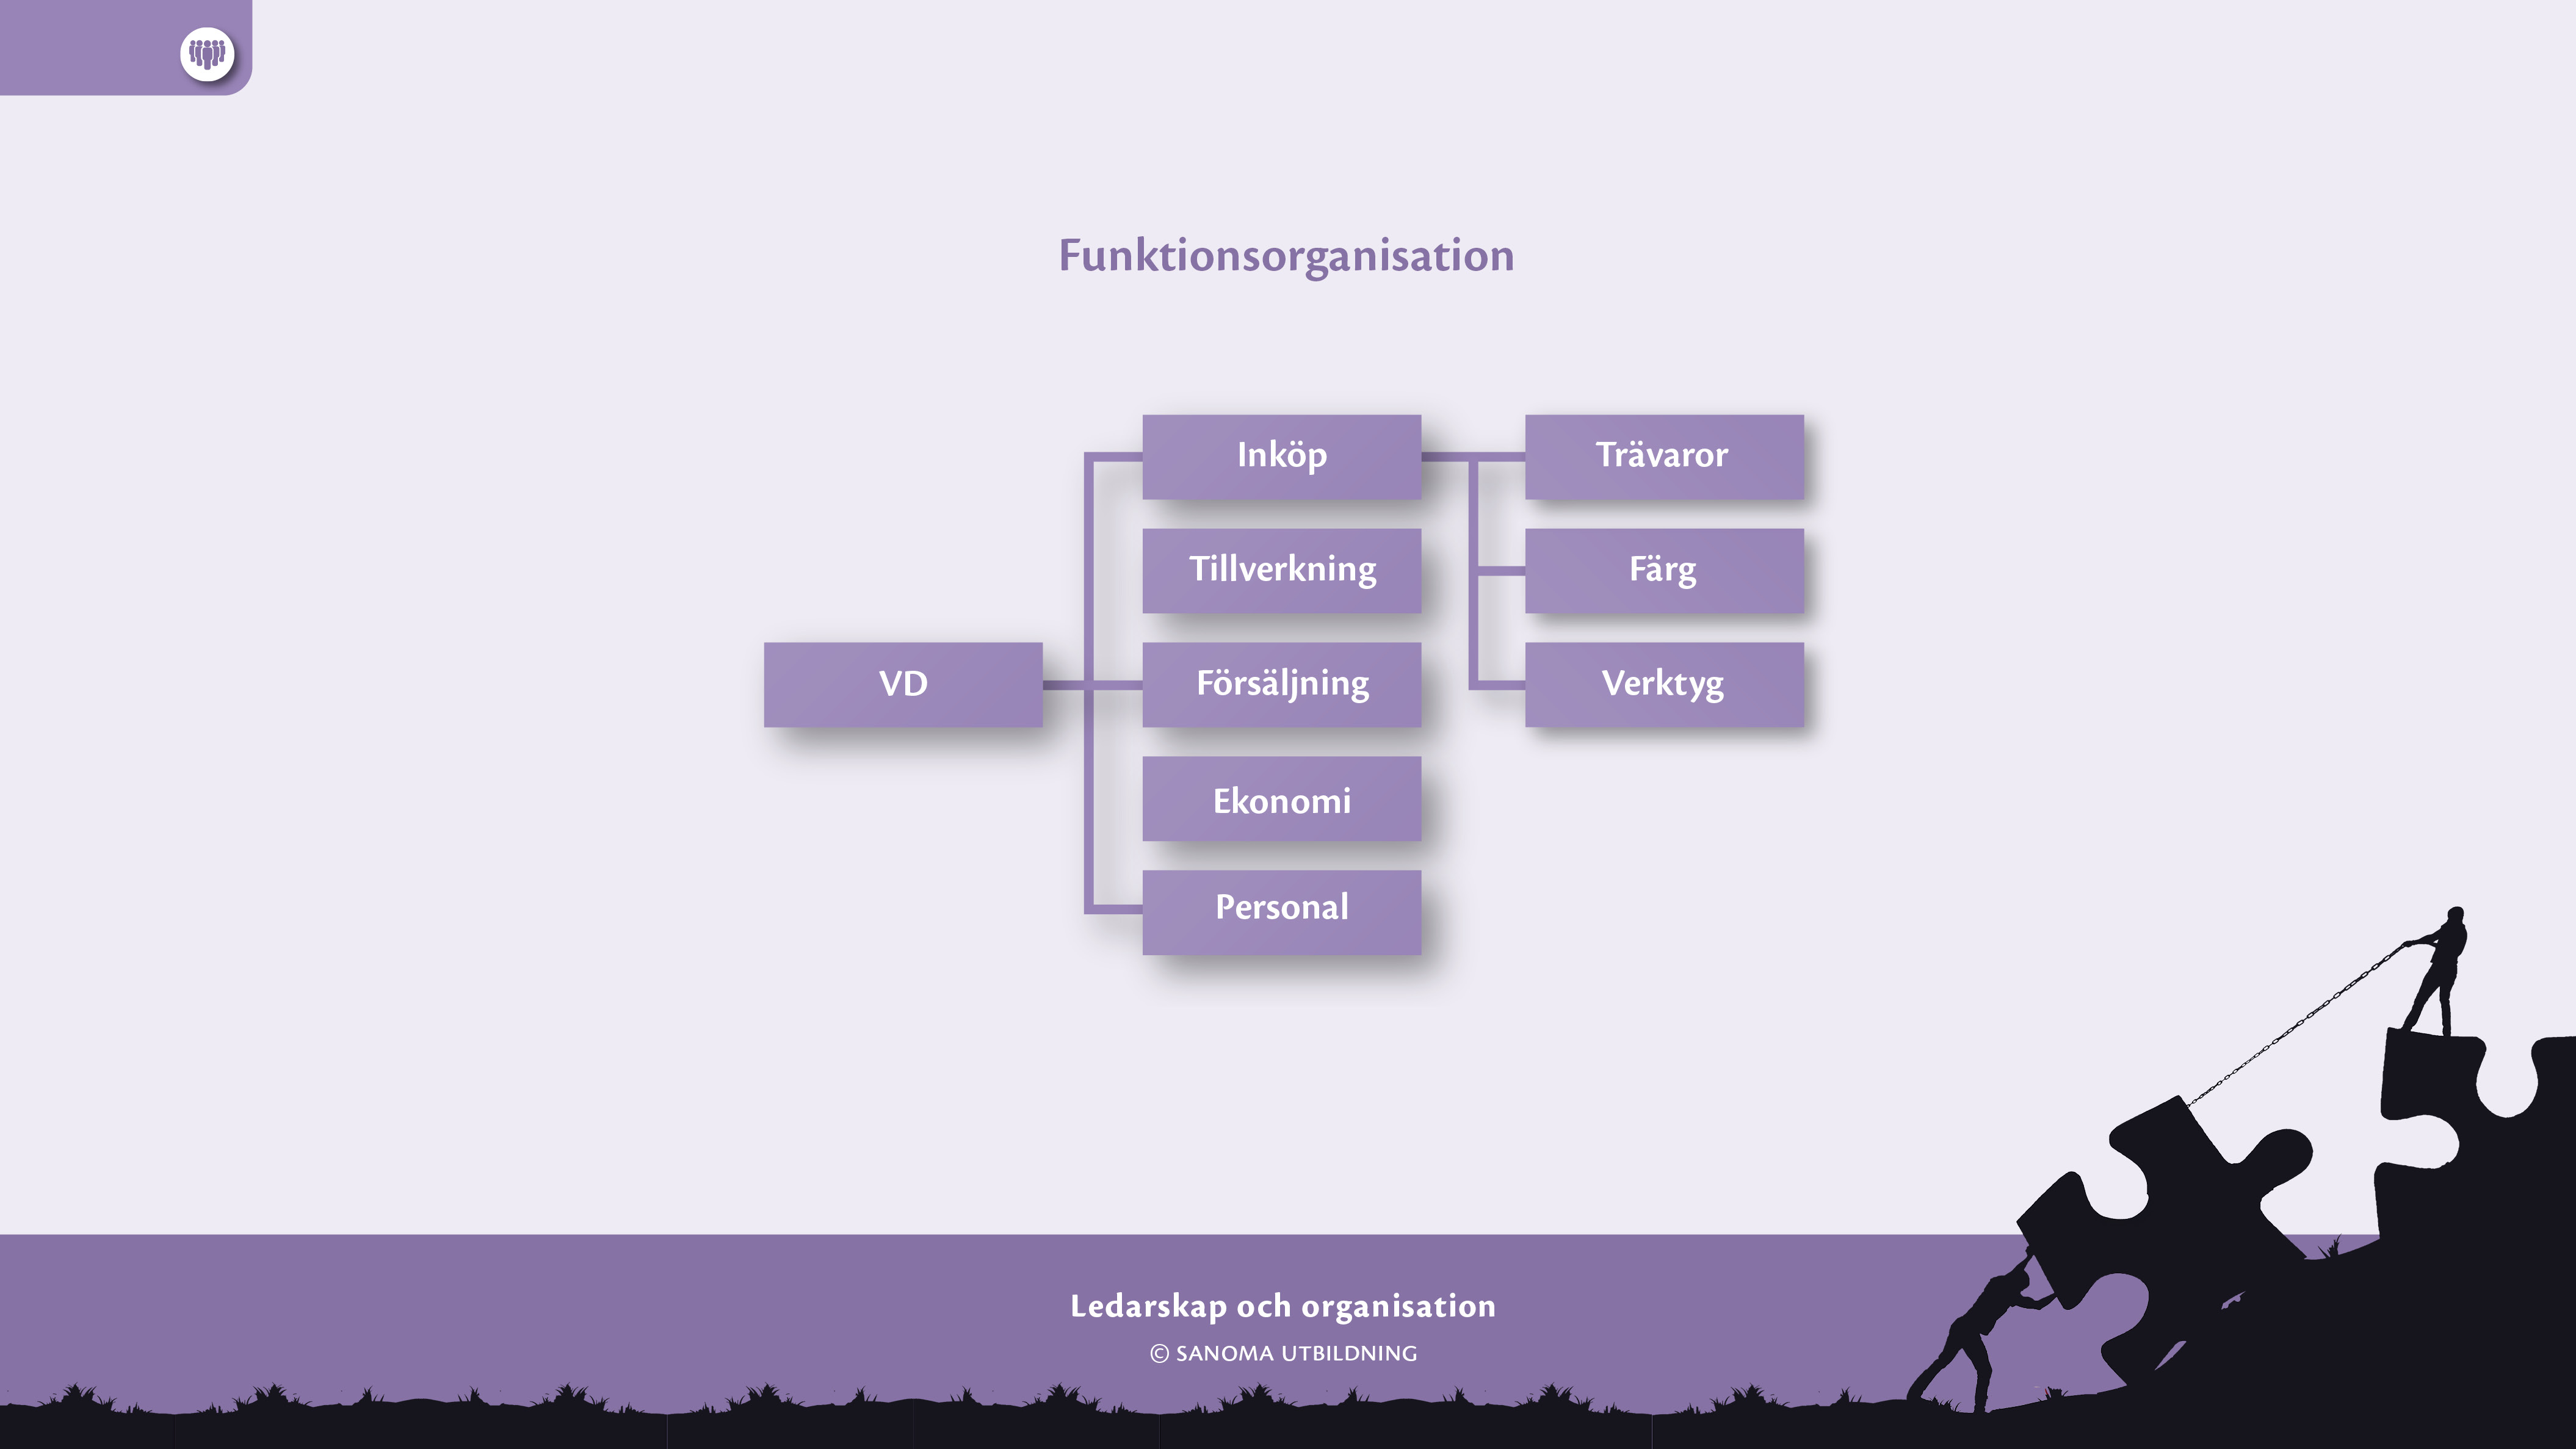 Funktionsorganisation
VD
Inköp
Tillverkning
Försäljning
Ekonomi
Personal
Trävaror
Färg
Verktyg
Ledarskap och organisation
© SANOMA UTBILDNING